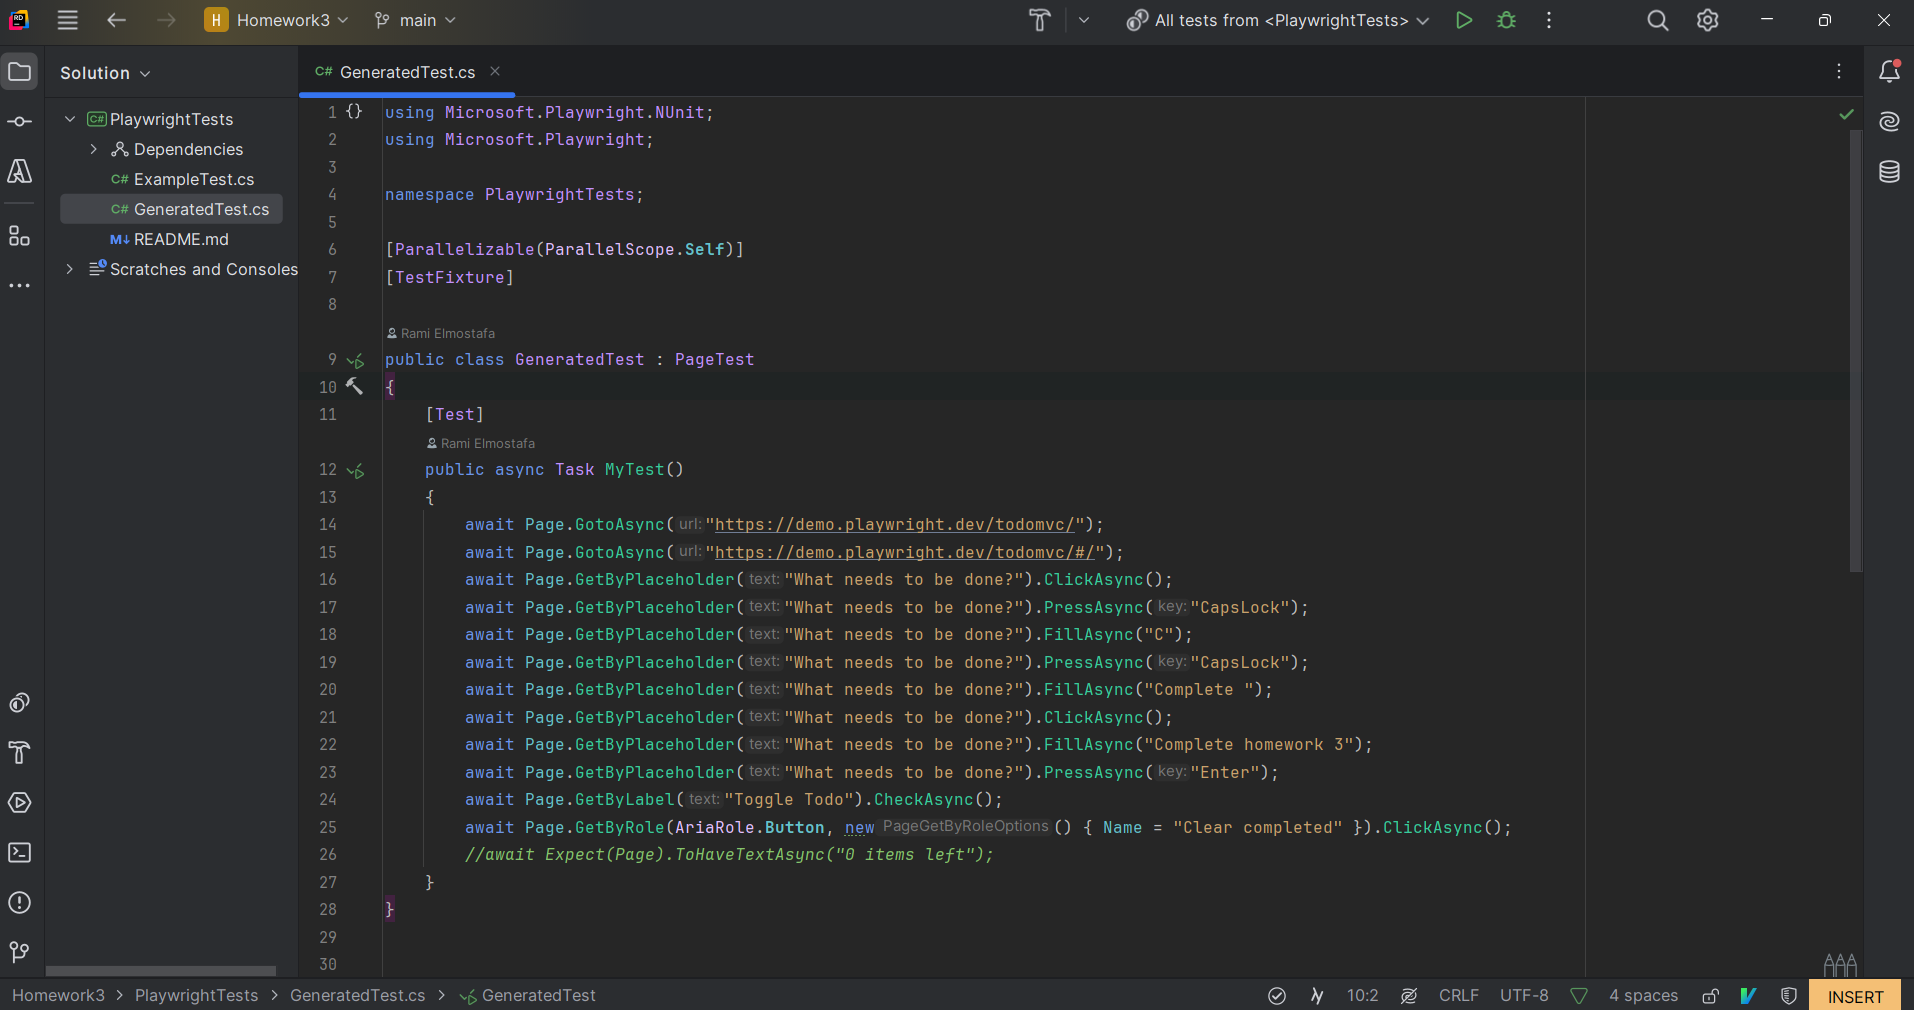 H Homework3 main All tests from <PlaywrightTests>
Solution
C# GeneratedTest.cs
C# PlaywrightTests
Dependencies
C# ExampleTest.cs
C# GeneratedTest.cs
M↓ README.md
Scratches and Consoles
1 {} using Microsoft.Playwright.NUnit;
2 using Microsoft.Playwright;
3
4 namespace PlaywrightTests;
5
6 [Parallelizable(ParallelScope.Self)]
7 [TestFixture]
8
Rami Elmostafa
9 public class GeneratedTest : PageTest
10 {
11 [Test]
Rami Elmostafa
12 public async Task MyTest()
13 {
14 await Page.GotoAsync( url: "https://demo.playwright.dev/todomvc/");
15 await Page.GotoAsync( url: "https://demo.playwright.dev/todomvc/#/");
16 await Page.GetByPlaceholder( text: "What needs to be done?").ClickAsync();
17 await Page.GetByPlaceholder( text: "What needs to be done?").PressAsync( key: "CapsLock");
18 await Page.GetByPlaceholder( text: "What needs to be done?").FillAsync("C");
19 await Page.GetByPlaceholder( text: "What needs to be done?").PressAsync( key: "CapsLock");
20 await Page.GetByPlaceholder( text: "What needs to be done?").FillAsync("Complete ");
21 await Page.GetByPlaceholder( text: "What needs to be done?").ClickAsync();
22 await Page.GetByPlaceholder( text: "What needs to be done?").FillAsync("Complete homework 3");
23 await Page.GetByPlaceholder( text: "What needs to be done?").PressAsync( key: "Enter");
24 await Page.GetByLabel( text: "Toggle Todo").CheckAsync();
25 await Page.GetByRole(AriaRole.Button, new PageGetByRoleOptions () { Name = "Clear completed" }).ClickAsync();
26 //await Expect(Page).ToHaveTextAsync("0 items left");
27 }
28 }
29
30
Homework3 > PlaywrightTests > GeneratedTest.cs > GeneratedTest 10:2 CRLF UTF-8 4 spaces INSERT